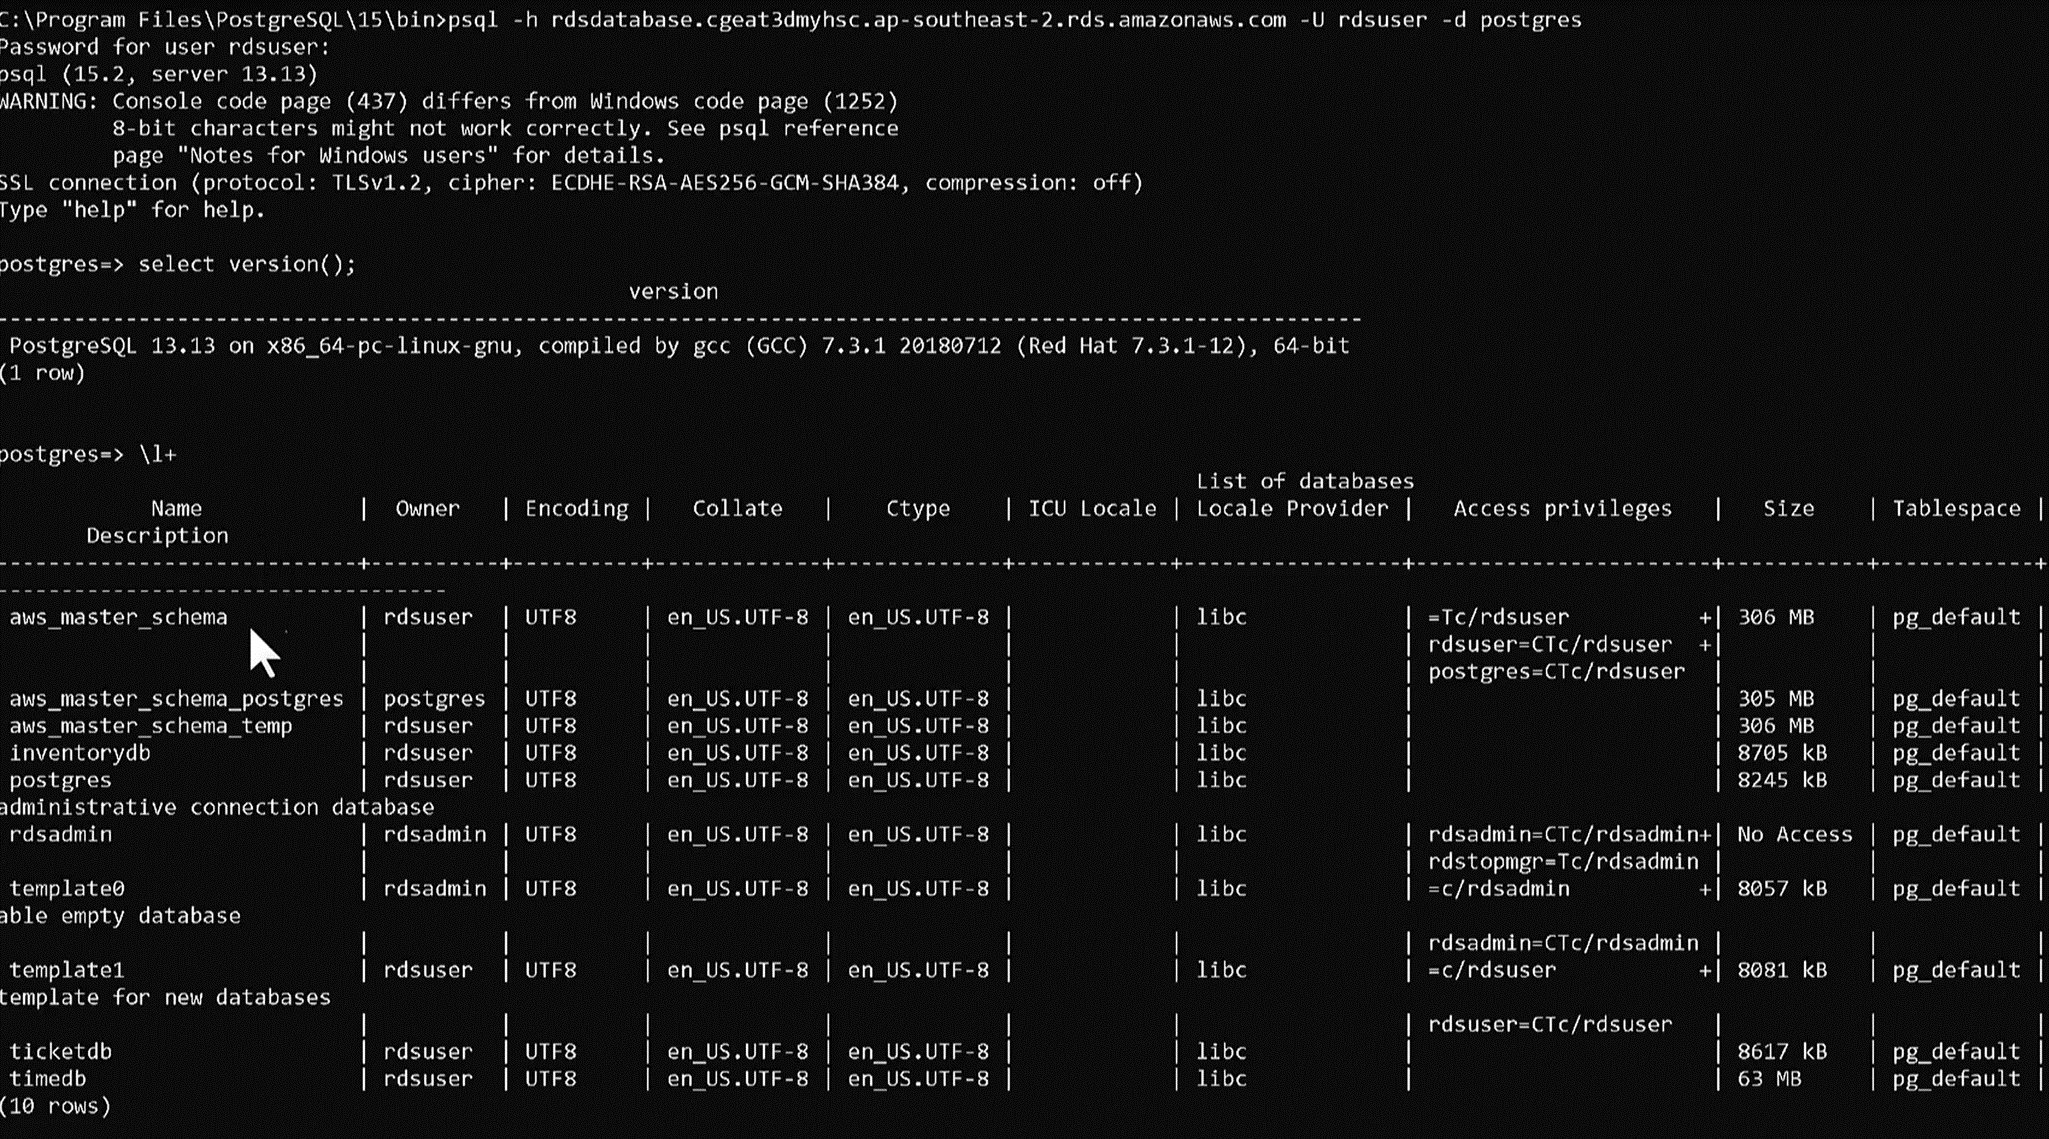 C:\Program Files\PostgreSQL\15\bin>psql -h rdsdatabase.cgeat3dmyhsc.ap-southeast-2.rds.amazonaws.com -U rdsuser -d postgres
Password for user rdsuser:
psql (15.2, server 13.13)
WARNING: Console code page (437) differs from Windows code page (1252)
         8-bit characters might not work correctly. See psql reference
         page "Notes for Windows users" for details.
SSL connection (protocol: TLSv1.2, cipher: ECDHE-RSA-AES256-GCM-SHA384, compression: off)
Type "help" for help.
postgres=> select version();
version
----------------------------------------------------------------------------------------------------------
PostgreSQL 13.13 on x86_64-pc-linux-gnu, compiled by gcc (GCC) 7.3.1 20180712 (Red Hat 7.3.1-12), 64-bit
(1 row)
postgres=> \l+
List of databases
Name | Owner | Encoding | Collate | Ctype | ICU Locale | Locale Provider | Access privileges | Size | Tablespace |
Description
----------------------------+----------+----------+-------------+-------------+------------+-----------------+-----------------------+-----------+------------+
-----------------------------------
aws_master_schema | rdsuser | UTF8 | en_US.UTF-8 | en_US.UTF-8 | | libc | =Tc/rdsuser +| 306 MB | pg_default |
| | | | | | | rdsuser=CTc/rdsuser +| | |
| | | | | | | postgres=CTc/rdsuser | | |
aws_master_schema_postgres | postgres | UTF8 | en_US.UTF-8 | en_US.UTF-8 | | libc | | 305 MB | pg_default |
aws_master_schema_temp | rdsuser | UTF8 | en_US.UTF-8 | en_US.UTF-8 | | libc | | 306 MB | pg_default |
inventorydb | rdsuser | UTF8 | en_US.UTF-8 | en_US.UTF-8 | | libc | | 8705 kB | pg_default |
postgres | rdsuser | UTF8 | en_US.UTF-8 | en_US.UTF-8 | | libc | | 8245 kB | pg_default |
administrative connection database
rdsadmin | rdsadmin | UTF8 | en_US.UTF-8 | en_US.UTF-8 | | libc | rdsadmin=CTc/rdsadmin+| No Access | pg_default |
| | | | | | | rdstopmgr=Tc/rdsadmin | | |
template0 | rdsadmin | UTF8 | en_US.UTF-8 | en_US.UTF-8 | | libc | =c/rdsadmin +| 8057 kB | pg_default |
able empty database
| | | | | | | rdsadmin=CTc/rdsadmin | | |
template1 | rdsuser | UTF8 | en_US.UTF-8 | en_US.UTF-8 | | libc | =c/rdsuser +| 8081 kB | pg_default |
template for new databases
| | | | | | | rdsuser=CTc/rdsuser | | |
ticketdb | rdsuser | UTF8 | en_US.UTF-8 | en_US.UTF-8 | | libc | | 8617 kB | pg_default |
timedb | rdsuser | UTF8 | en_US.UTF-8 | en_US.UTF-8 | | libc | | 63 MB | pg_default |
(10 rows)